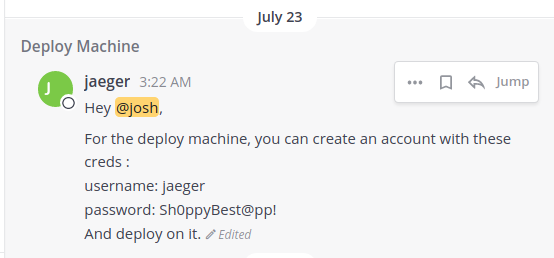 July 23
Deploy Machine
J
jaeger 3:22 AM
Jump
Hey @josh,
For the deploy machine, you can create an account with these
creds :
username: jaeger
password: Sh0ppyBest@pp!
And deploy on it. Edited